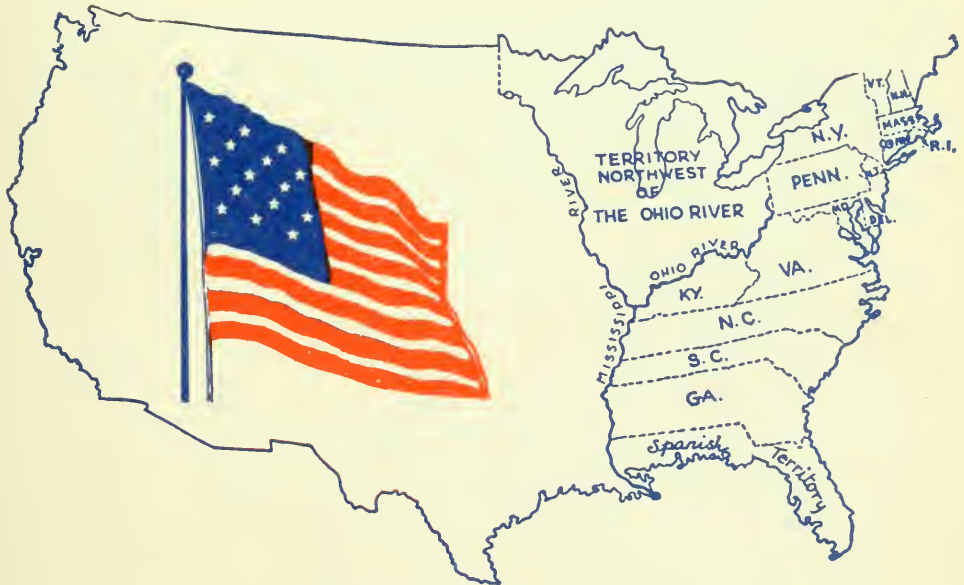 VT.
N.H.
MASS.
CONN.
R.I.
N.Y.
N.J.
PENN.
MD.
DEL.
TERRITORY
NORTHWEST
OF
THE OHIO RIVER
MISSISSIPPI RIVER
OHIO RIVER
VA.
KY.
N.C.
S.C.
GA.
Spanish
Territory